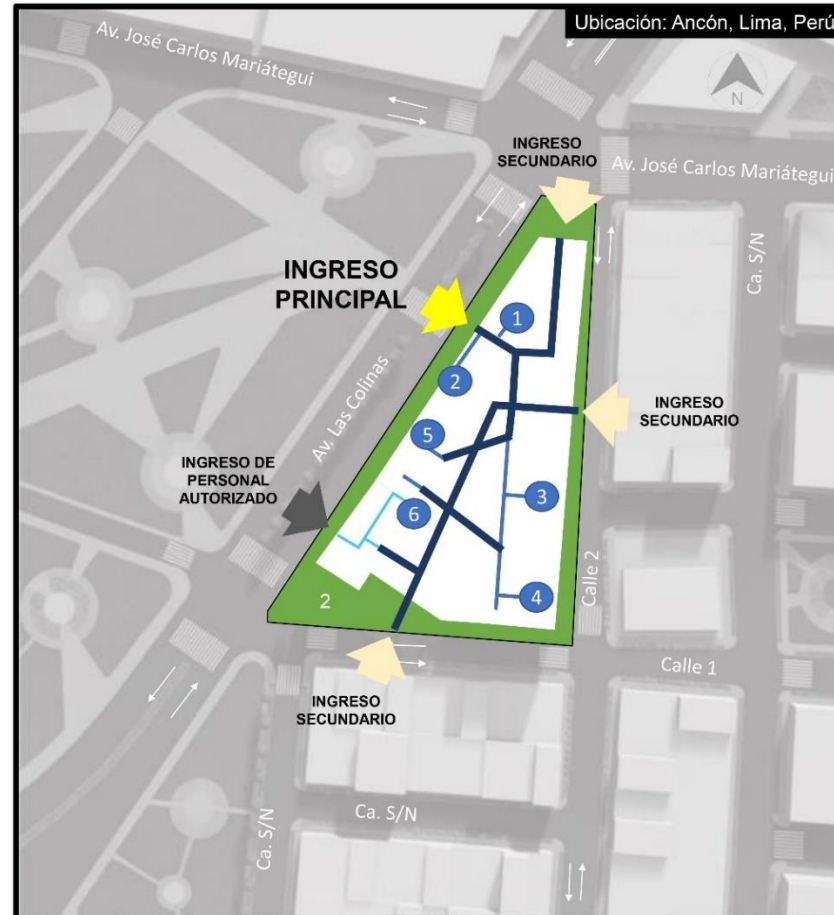 Ubicación: Ancón, Lima, Perú
Av. José Carlos Mariátegui
N
INGRESO
SECUNDARIO
Av. José Carlos Mariátegui
Ca. S/N
INGRESO
PRINCIPAL
1
2
Av. Las Colinas
INGRESO
SECUNDARIO
5
INGRESO DE
PERSONAL
AUTORIZADO
3
6
Calle 2
4
2
Calle 1
INGRESO
SECUNDARIO
Ca. S/N
Ca. S/N